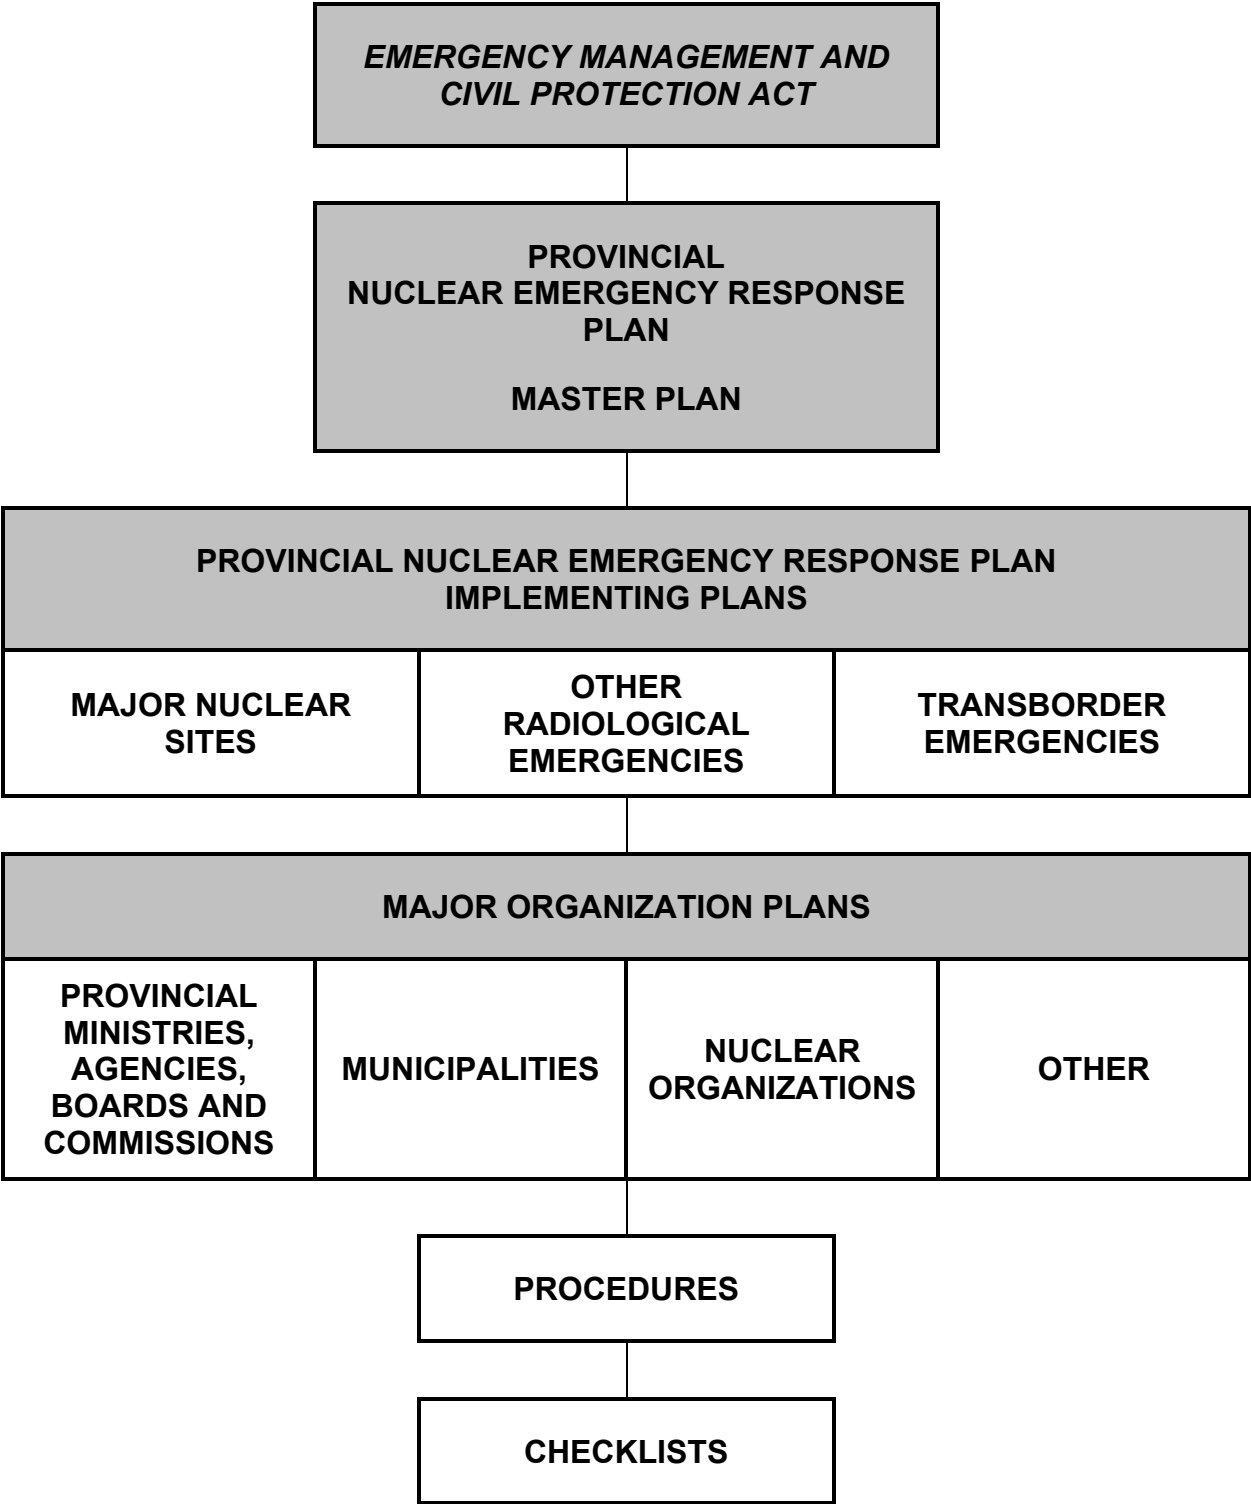 EMERGENCY MANAGEMENT AND
CIVIL PROTECTION ACT
PROVINCIAL
NUCLEAR EMERGENCY RESPONSE
PLAN
MASTER PLAN
PROVINCIAL NUCLEAR EMERGENCY RESPONSE PLAN
IMPLEMENTING PLANS
MAJOR NUCLEAR
SITES
OTHER
RADIOLOGICAL
EMERGENCIES
TRANSBORDER
EMERGENCIES
MAJOR ORGANIZATION PLANS
PROVINCIAL
MINISTRIES,
AGENCIES,
BOARDS AND
COMMISSIONS
MUNICIPALITIES
NUCLEAR
ORGANIZATIONS
OTHER
PROCEDURES
CHECKLISTS